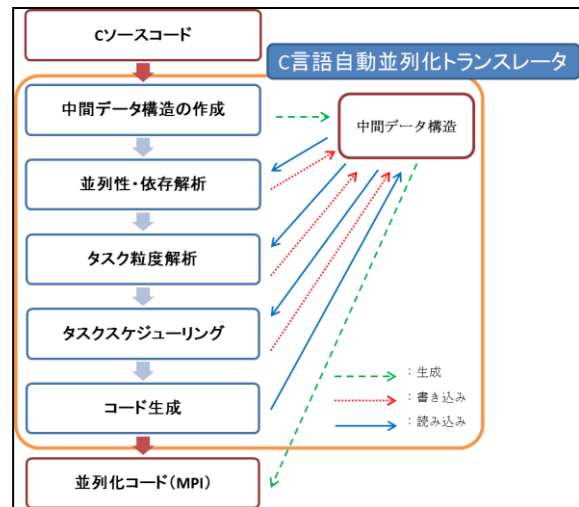 Cソースコード
C言語自動並列化トランスレータ
中間データ構造の作成
中間データ構造
並列性・依存解析
タスク粒度解析
タスクスケジューリング
コード生成
：生成
：書き込み
：読み込み
並列化コード(MPI)